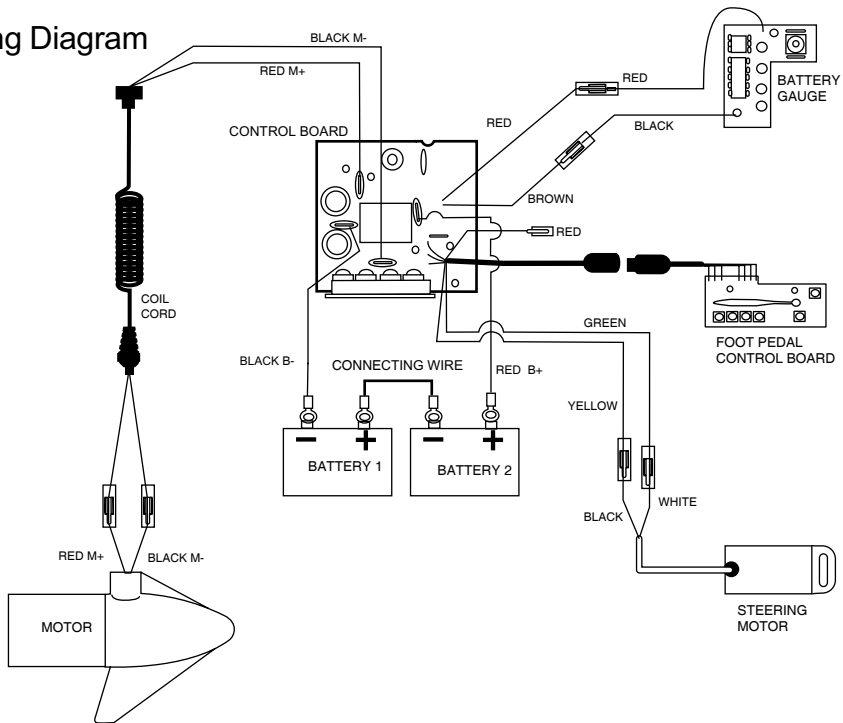 ng Diagram
BLACK M-
RED M+
CONTROL BOARD
RED
RED
BLACK
BROWN
BATTERY
GAUGE
RED
COIL
CORD
GREEN
FOOT PEDAL
CONTROL BOARD
BLACK B-
CONNECTING WIRE
RED B+
YELLOW
BATTERY 1
BATTERY 2
WHITE
BLACK
RED M+
BLACK M-
MOTOR
STEERING
MOTOR